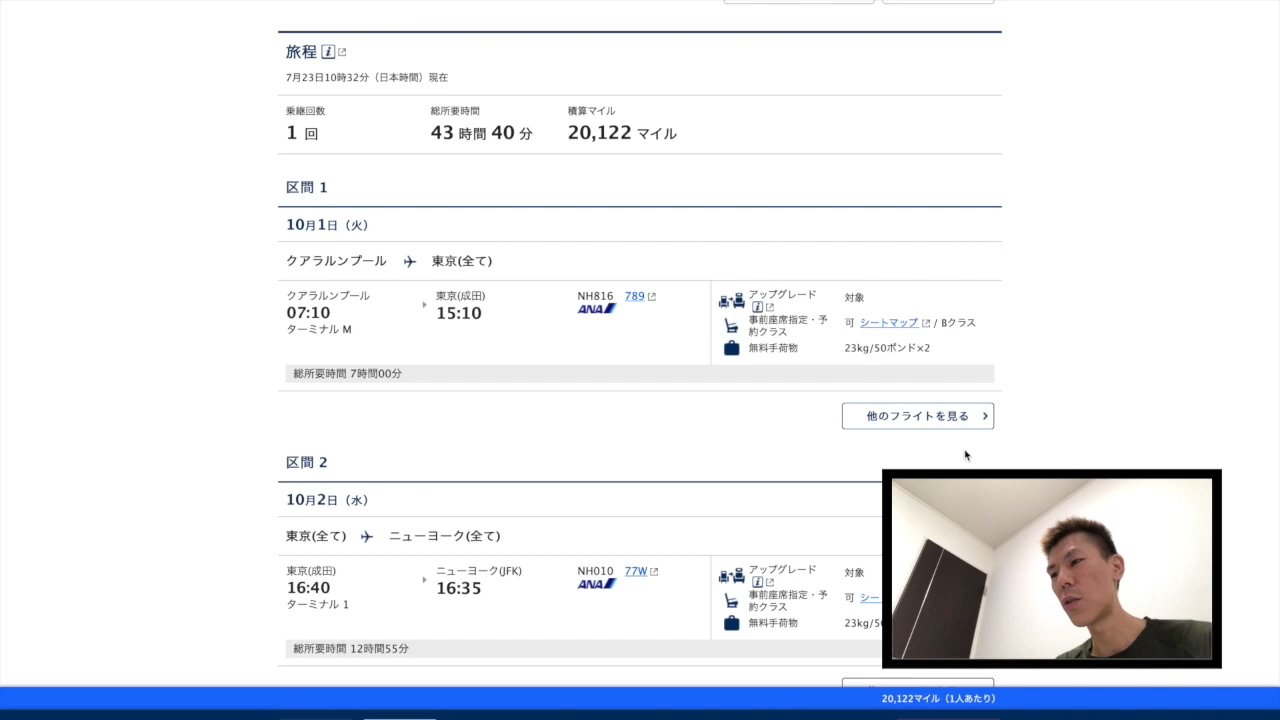 旅程
7月23日10時32分（日本時間）現在
乗継回数 総所要時間 積算マイル
1 回 43 時間 40 分 20,122 マイル
区間 1
10月1日（火）
クアラルンプール 東京(全て)
クアラルンプール 東京(成田) NH816 789
07:10 15:10 ANA
ターミナル M
アップグレード 対象
事前座席指定・予約クラス 可 シートマップ / Bクラス
無料手荷物 23kg/50ポンド×2
総所要時間 7時間00分
他のフライトを見る
区間 2
10月2日（水）
東京(全て) ニューヨーク(全て)
東京(成田) ニューヨーク(JFK) NH010 77W
16:40 16:35 ANA
ターミナル 1
アップグレード 対象
事前座席指定・予約クラス 可 シー
無料手荷物 23kg/5
総所要時間 12時間55分
20,122マイル（1人あたり）